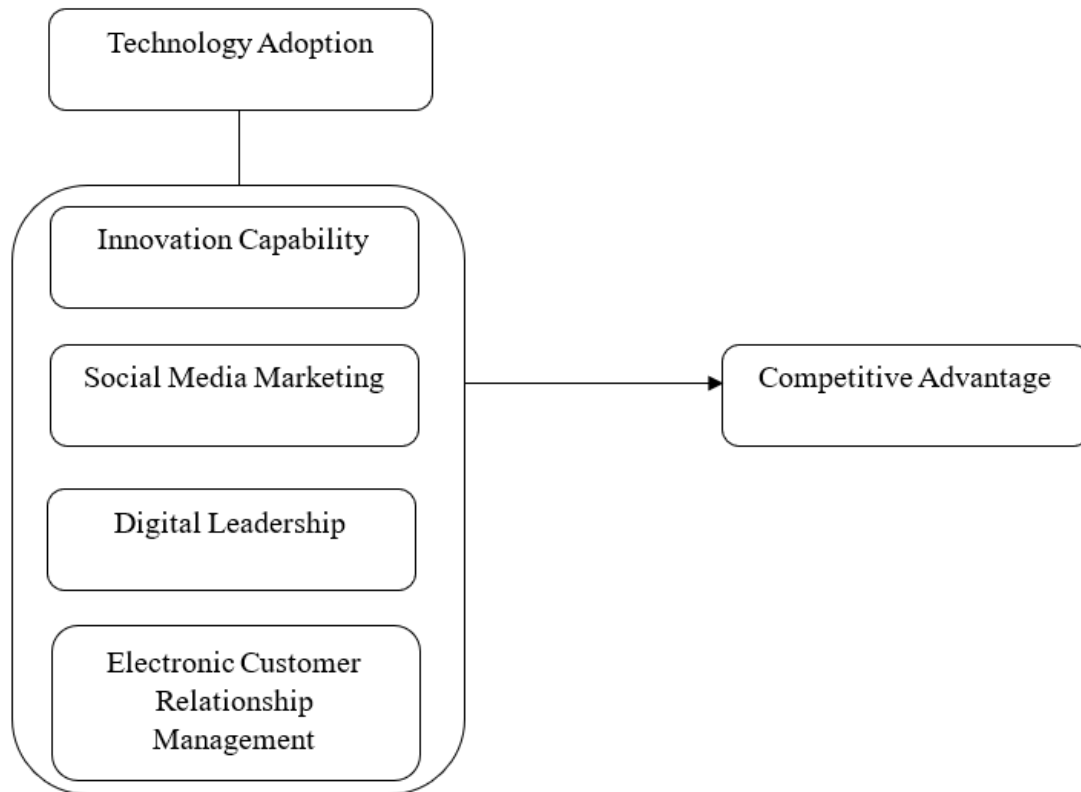 Technology Adoption
Innovation Capability
Social Media Marketing
Digital Leadership
Electronic Customer
Relationship
Management
Competitive Advantage